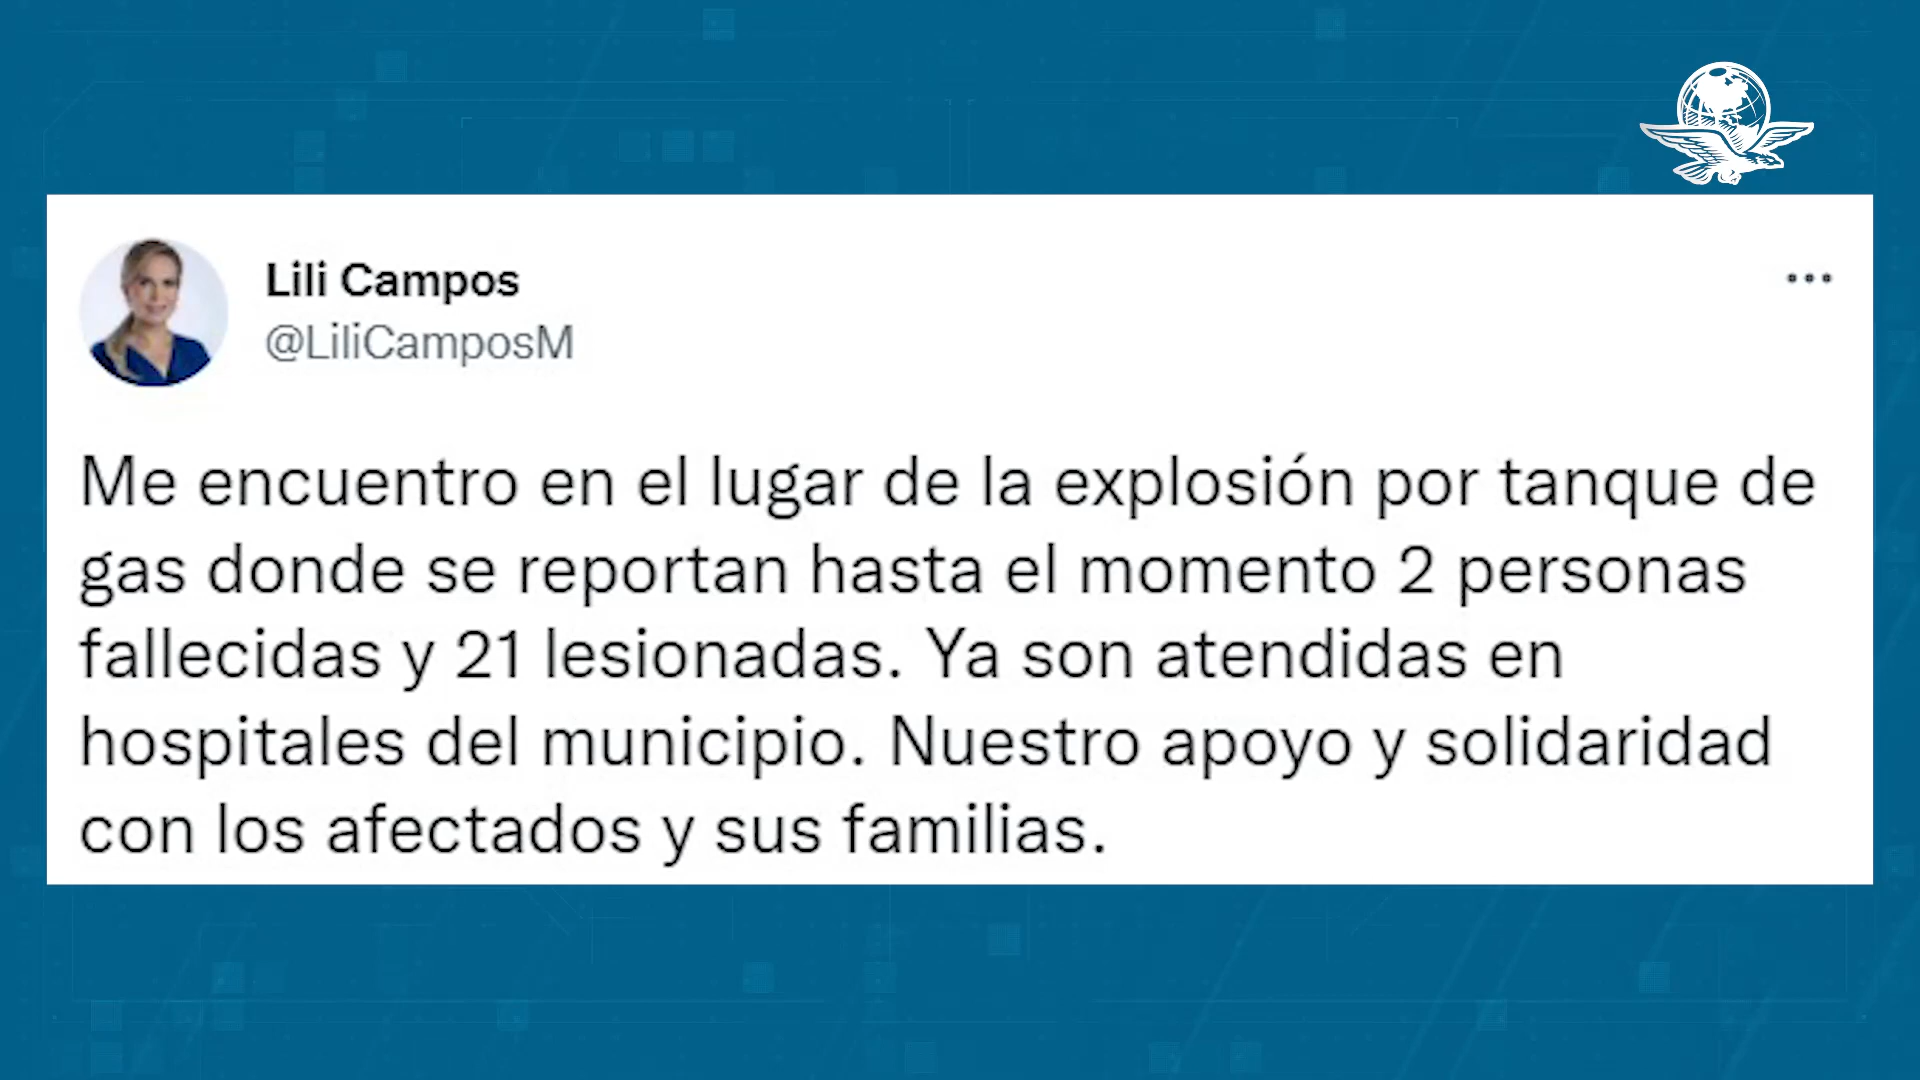 Lili Campos
@LiliCamposM
Me encuentro en el lugar de la explosión por tanque de
gas donde se reportan hasta el momento 2 personas
fallecidas y 21 lesionadas. Ya son atendidas en
hospitales del municipio. Nuestro apoyo y solidaridad
con los afectados y sus familias.